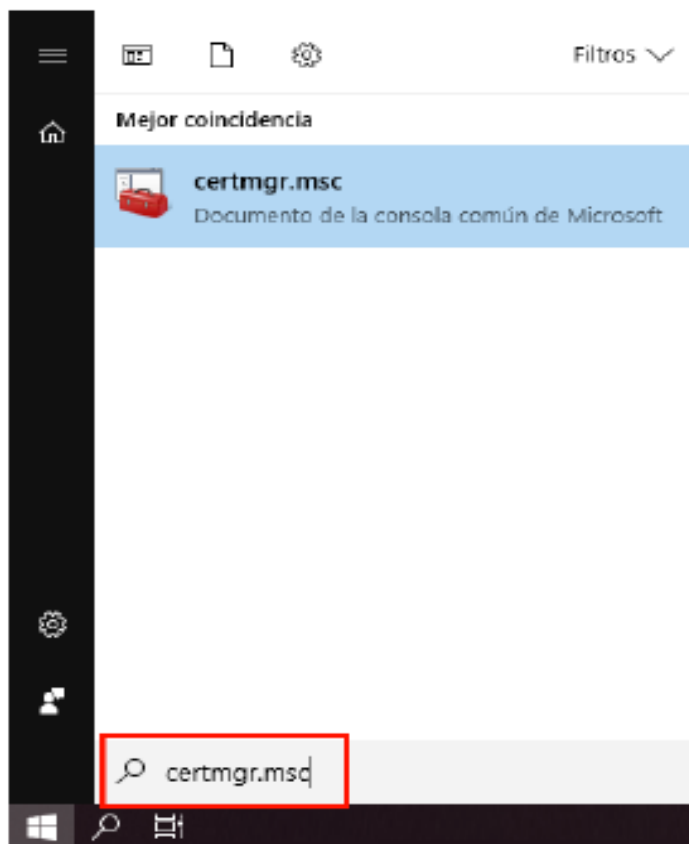 Filtros
Mejor coincidencia
certmgr.msc
Documento de la consola común de Microsoft
certmgr.msc